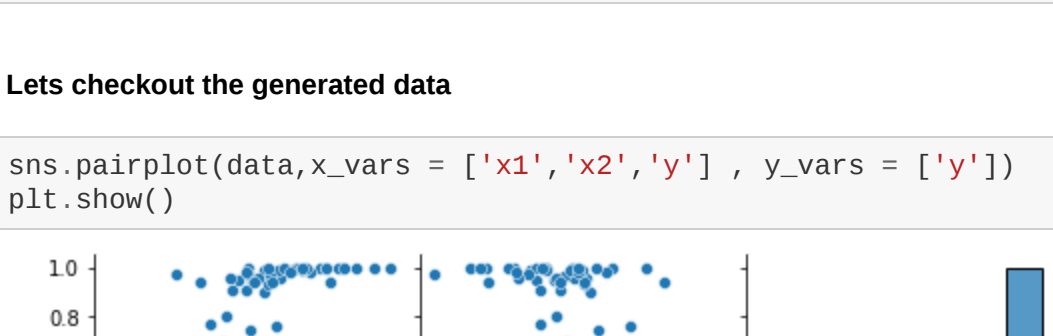 Lets checkout the generated data
sns.pairplot(data,x_vars = ['x1','x2','y'] , y_vars = ['y'])
plt.show()
1.0
0.8